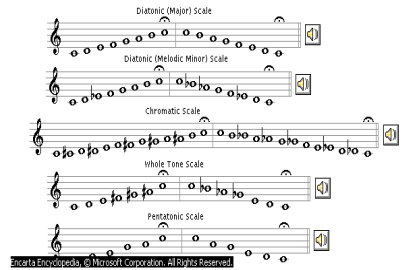 Diatonic (Major) Scale
Diatonic (Melodic Minor) Scale
Chromatic Scale
Whole Tone Scale
Pentatonic Scale
Encarta Encyclopedia, © Microsoft Corporation. All Rights Reserved.